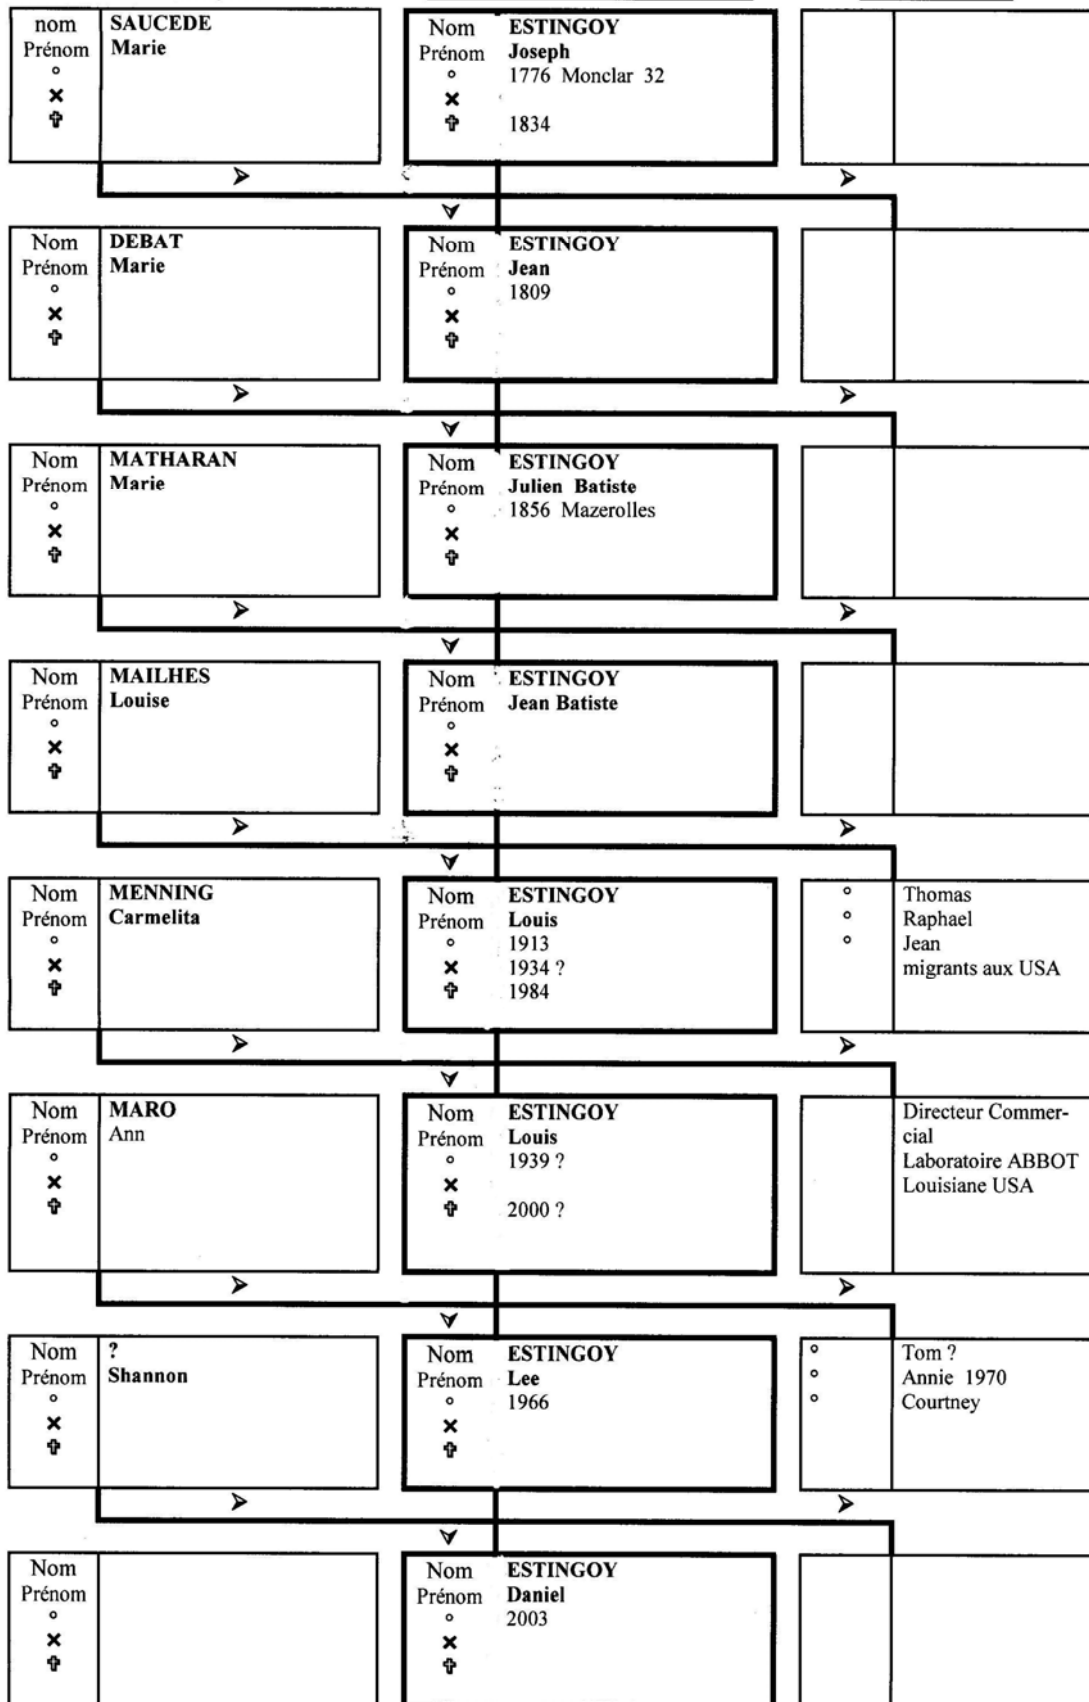 nom SAUCEDE
Prénom Marie
°
×
✞
Nom ESTINGOY
Prénom Joseph
° 1776 Monclar 32
×
✞ 1834
Nom DEBAT
Prénom Marie
°
×
✞
Nom ESTINGOY
Prénom Jean
° 1809
×
✞
Nom MATHARAN
Prénom Marie
°
×
✞
Nom ESTINGOY
Prénom Julien Batiste
° 1856 Mazerolles
×
✞
Nom MAILHES
Prénom Louise
°
×
✞
Nom ESTINGOY
Prénom Jean Batiste
°
×
✞
Nom MENNING
Prénom Carmelita
°
×
✞
Nom ESTINGOY
Prénom Louis
° 1913
× 1934 ?
✞ 1984
° Thomas
° Raphael
° Jean
migrants aux USA
Nom MARO
Prénom Ann
°
×
✞
Nom ESTINGOY
Prénom Louis
° 1939 ?
×
✞ 2000 ?
Directeur Commer-
cial
Laboratoire ABBOT
Louisiane USA
Nom ?
Prénom Shannon
°
×
✞
Nom ESTINGOY
Prénom Lee
° 1966
×
✞
° Tom ?
° Annie 1970
° Courtney
Nom
Prénom
°
×
✞
Nom ESTINGOY
Prénom Daniel
° 2003
×
✞